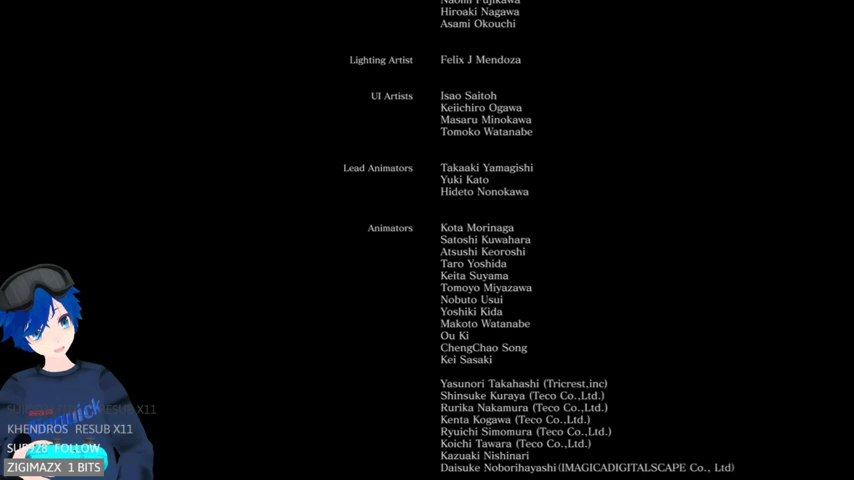 Hiroaki Nagawa
Asami Okouchi
Lighting Artist Felix J Mendoza
UI Artists Isao Saitoh
Keiichiro Ogawa
Masaru Minokawa
Tomoko Watanabe
Lead Animators Takaaki Yamagishi
Yuki Kato
Hideto Nonokawa
Animators Kota Morinaga
Satoshi Kuwahara
Atsushi Keoroshi
Taro Yoshida
Keita Suyama
Tomoyo Miyazawa
Nobuto Usui
Yoshiki Kida
Makoto Watanabe
Ou Ki
ChengChao Song
Kei Sasaki
Yasunori Takahashi (Tricrest,inc)
Shinsuke Kuraya (Teco Co.,Ltd.)
Rurika Nakamura (Teco Co.,Ltd.)
Kenta Kogawa (Teco Co.,Ltd.)
Ryuichi Simomura (Teco Co.,Ltd.)
Koichi Tawara (Teco Co.,Ltd.)
Kazuaki Nishinari
Daisuke Noborihayashi(IMAGICADIGITALSCAPE Co., Ltd)
RESUB X11
KHENDROS RESUB X11
SUP928 FOLLOW
ZIGIMAZX 1 BITS